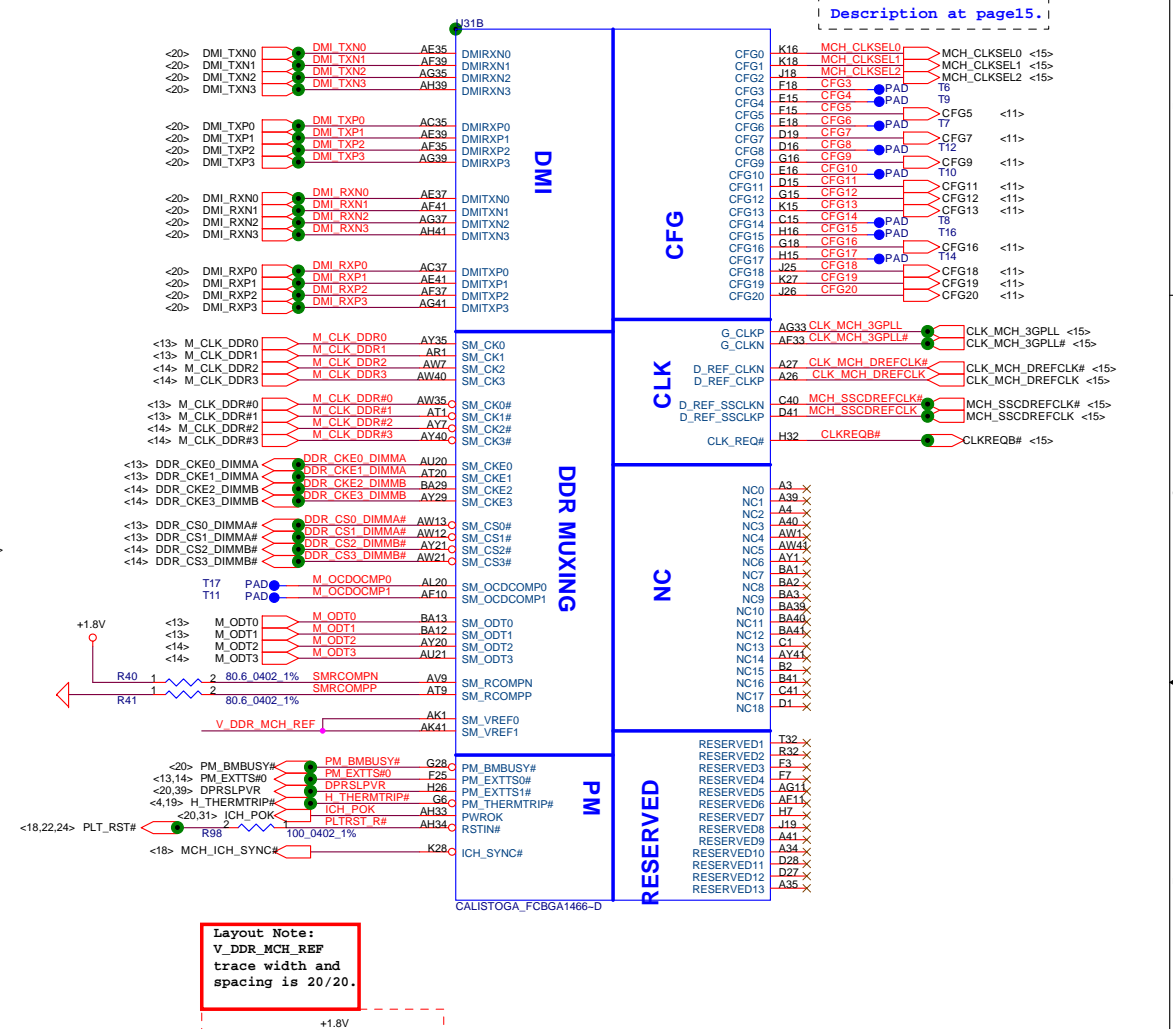 Description at page15.
U31B
<20> DMI_TXN0 DMI_TXN0 AE35 DMIRXN0
<20> DMI_TXN1 DMI_TXN1 AF39 DMIRXN1
<20> DMI_TXN2 DMI_TXN2 AG35 DMIRXN2
<20> DMI_TXN3 DMI_TXN3 AH39 DMIRXN3
<20> DMI_TXP0 DMI_TXP0 AC35 DMIRXP0
<20> DMI_TXP1 DMI_TXP1 AE39 DMIRXP1
<20> DMI_TXP2 DMI_TXP2 AF35 DMIRXP2
<20> DMI_TXP3 DMI_TXP3 AG39 DMIRXP3
<20> DMI_RXN0 DMI_RXN0 AE37 DMITXN0
<20> DMI_RXN1 DMI_RXN1 AF41 DMITXN1
<20> DMI_RXN2 DMI_RXN2 AG37 DMITXN2
<20> DMI_RXN3 DMI_RXN3 AH41 DMITXN3
<20> DMI_RXP0 DMI_RXP0 AC37 DMITXP0
<20> DMI_RXP1 DMI_RXP1 AE41 DMITXP1
<20> DMI_RXP2 DMI_RXP2 AF37 DMITXP2
<20> DMI_RXP3 DMI_RXP3 AG41 DMITXP3
DMI
<13> M_CLK_DDR0 M_CLK_DDR0 AY35 SM_CK0
<13> M_CLK_DDR1 M_CLK_DDR1 AR1 SM_CK1
<14> M_CLK_DDR2 M_CLK_DDR2 AW7 SM_CK2
<14> M_CLK_DDR3 M_CLK_DDR3 AW40 SM_CK3
<13> M_CLK_DDR#0 M_CLK_DDR#0 AW35 SM_CK0#
<13> M_CLK_DDR#1 M_CLK_DDR#1 AT1 SM_CK1#
<14> M_CLK_DDR#2 M_CLK_DDR#2 AY7 SM_CK2#
<14> M_CLK_DDR#3 M_CLK_DDR#3 AY40 SM_CK3#
<13> DDR_CKE0_DIMMA DDR_CKE0_DIMMA AU20 SM_CKE0
<13> DDR_CKE1_DIMMA DDR_CKE1_DIMMA AT20 SM_CKE1
<14> DDR_CKE2_DIMMB DDR_CKE2_DIMMB BA29 SM_CKE2
<14> DDR_CKE3_DIMMB DDR_CKE3_DIMMB AY29 SM_CKE3
<13> DDR_CS0_DIMMA# DDR_CS0_DIMMA# AW13 SM_CS0#
<13> DDR_CS1_DIMMA# DDR_CS1_DIMMA# AW12 SM_CS1#
<14> DDR_CS2_DIMMB# DDR_CS2_DIMMB# AY21 SM_CS2#
<14> DDR_CS3_DIMMB# DDR_CS3_DIMMB# AW21 SM_CS3#
T17 PAD M_OCDOCMP0 AL20 SM_OCDCOMP0
T11 PAD M_OCDOCMP1 AF10 SM_OCDCOMP1
<13> M_ODT0 M_ODT0 BA13 SM_ODT0
<13> M_ODT1 M_ODT1 BA12 SM_ODT1
<14> M_ODT2 M_ODT2 AY20 SM_ODT2
<14> M_ODT3 M_ODT3 AU21 SM_ODT3
+1.8V
R40 1 2 80.6_0402_1% SMRCOMPN AV9 SM_RCOMPN
R41 1 2 80.6_0402_1% SMRCOMPP AT9 SM_RCOMPP
AK1 SM_VREF0
V_DDR_MCH_REF AK41 SM_VREF1
DDR MUXING
<20> PM_BMBUSY# PM_BMBUSY# G28 PM_BMBUSY#
<13,14> PM_EXTTS#0 PM_EXTTS#0 F25 PM_EXTTS0#
<20,39> DPRSLPVR DPRSLPVR H26 PM_EXTTS1#
<4,19> H_THERMTRIP# H_THERMTRIP# G6 PM_THERMTRIP#
<20,31> ICH_POK ICH_POK AH33 PWROK
<18,22,24> PLT_RST# R98 2 1 100_0402_1% PLTRST_R# AH34 RSTIN#
<18> MCH_ICH_SYNC# K28 ICH_SYNC#
PM
CFG
CFG0 K16 MCH_CLKSEL0 MCH_CLKSEL0 <15>
CFG1 K18 MCH_CLKSEL1 MCH_CLKSEL1 <15>
CFG2 J18 MCH_CLKSEL2 MCH_CLKSEL2 <15>
CFG3 F18 CFG3 PAD T6
CFG4 E15 CFG4 PAD T9
CFG5 F15 CFG5 CFG5 <11>
CFG6 E18 CFG6 PAD T7
CFG7 D19 CFG7 CFG7 <11>
CFG8 D16 CFG8 PAD T12
CFG9 G16 CFG9 CFG9 <11>
CFG10 E16 CFG10 PAD T10
CFG11 D15 CFG11 CFG11 <11>
CFG12 G15 CFG12 CFG12 <11>
CFG13 K15 CFG13 CFG13 <11>
CFG14 C15 CFG14 PAD T8
CFG15 H16 CFG15 PAD T16
CFG16 G18 CFG16 CFG16 <11>
CFG17 H15 CFG17 PAD T14
CFG18 J25 CFG18 CFG18 <11>
CFG19 K27 CFG19 CFG19 <11>
CFG20 J26 CFG20 CFG20 <11>
CLK
G_CLKP AG33 CLK_MCH_3GPLL CLK_MCH_3GPLL <15>
G_CLKN AF33 CLK_MCH_3GPLL# CLK_MCH_3GPLL# <15>
D_REF_CLKN A27 CLK_MCH_DREFCLK# CLK_MCH_DREFCLK# <15>
D_REF_CLKP A26 CLK_MCH_DREFCLK CLK_MCH_DREFCLK <15>
D_REF_SSCLKN C40 MCH_SSCDREFCLK# MCH_SSCDREFCLK# <15>
D_REF_SSCLKP D41 MCH_SSCDREFCLK MCH_SSCDREFCLK <15>
CLK_REQ# H32 CLKREQB# CLKREQB# <15>
NC
NC0 A3
NC1 A39
NC2 A4
NC3 A40
NC4 AW1
NC5 AW41
NC6 AY1
NC7 BA1
NC8 BA2
NC9 BA3
NC10 BA39
NC11 BA40
NC12 BA41
NC13 C1
NC14 AY41
NC15 B2
NC16 B41
NC17 C41
NC18 D1
RESERVED
RESERVED1 T32
RESERVED2 R32
RESERVED3 F3
RESERVED4 F7
RESERVED5 AG11
RESERVED6 AF11
RESERVED7 H7
RESERVED8 J19
RESERVED9 A41
RESERVED10 A34
RESERVED11 D28
RESERVED12 D27
RESERVED13 A35
CALISTOGA_FCBGA1466~D
Layout Note:
V_DDR_MCH_REF
trace width and
spacing is 20/20.
+1.8V